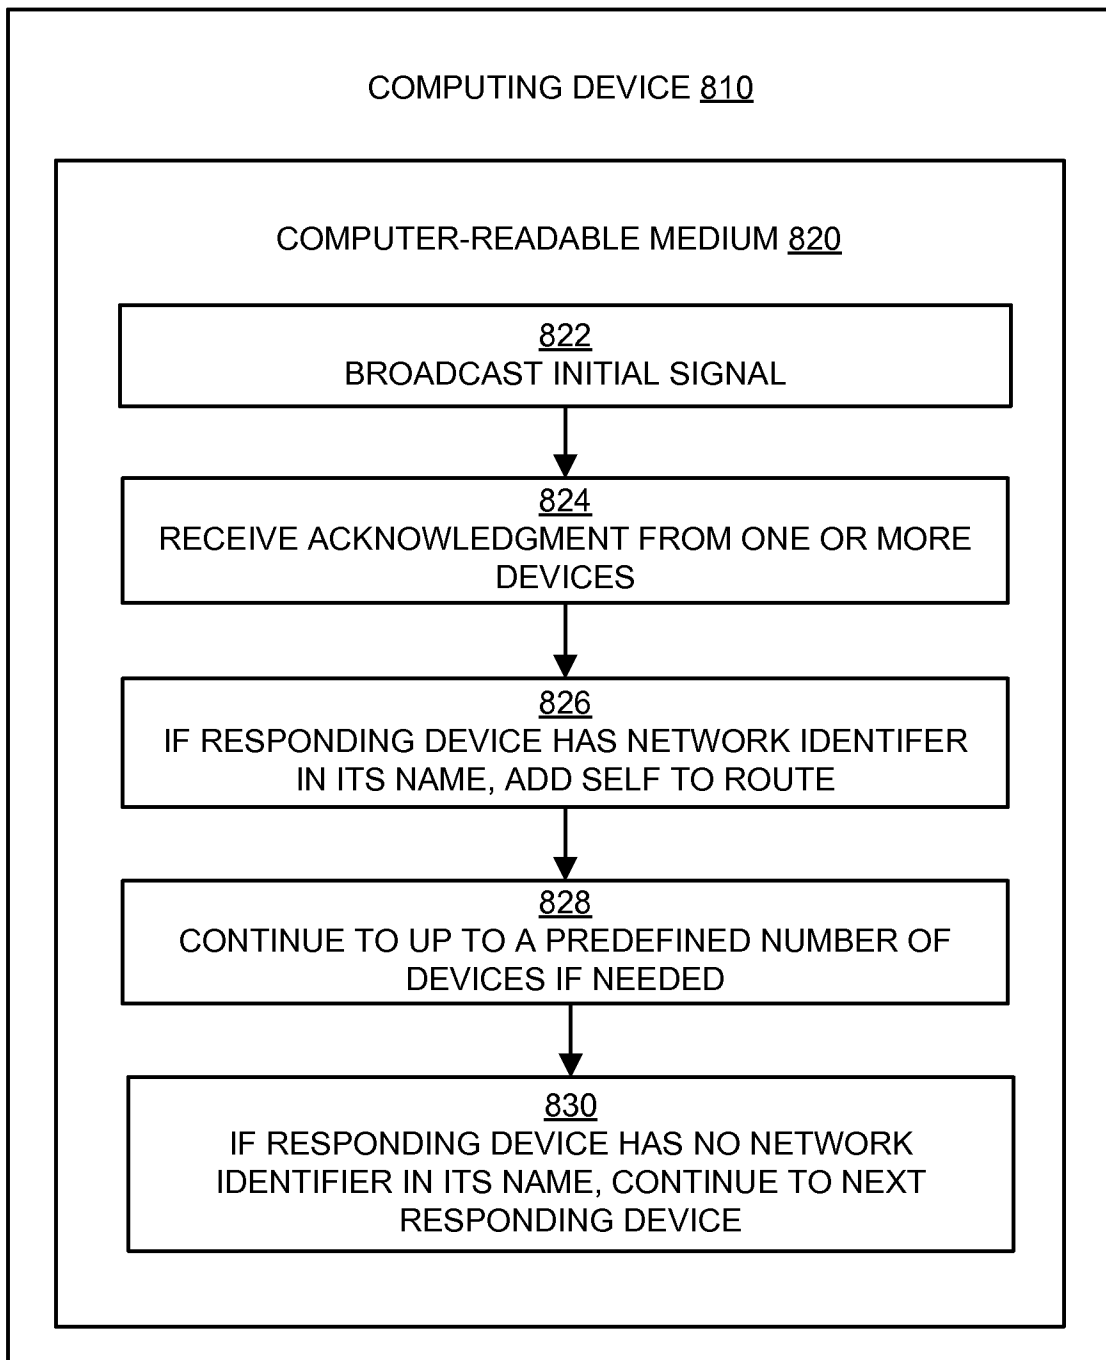 COMPUTING DEVICE 810
COMPUTER-READABLE MEDIUM 820
822
BROADCAST INITIAL SIGNAL
824
RECEIVE ACKNOWLEDGMENT FROM ONE OR MORE
DEVICES
826
IF RESPONDING DEVICE HAS NETWORK IDENTIFER
IN ITS NAME, ADD SELF TO ROUTE
828
CONTINUE TO UP TO A PREDEFINED NUMBER OF
DEVICES IF NEEDED
830
IF RESPONDING DEVICE HAS NO NETWORK
IDENTIFIER IN ITS NAME, CONTINUE TO NEXT
RESPONDING DEVICE